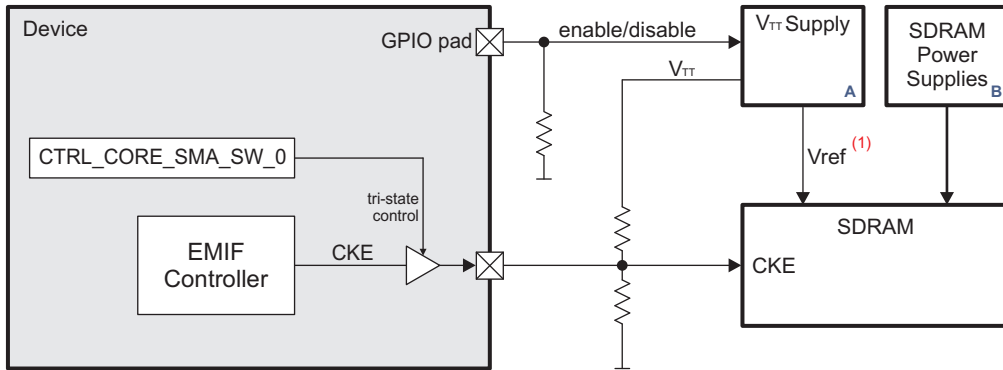 Device
GPIO pad
enable/disable
VTT Supply
A
SDRAM
Power
Supplies
B
VTT
CTRL_CORE_SMA_SW_0
Vref (1)
tri-state
control
EMIF
Controller
CKE
SDRAM
CKE